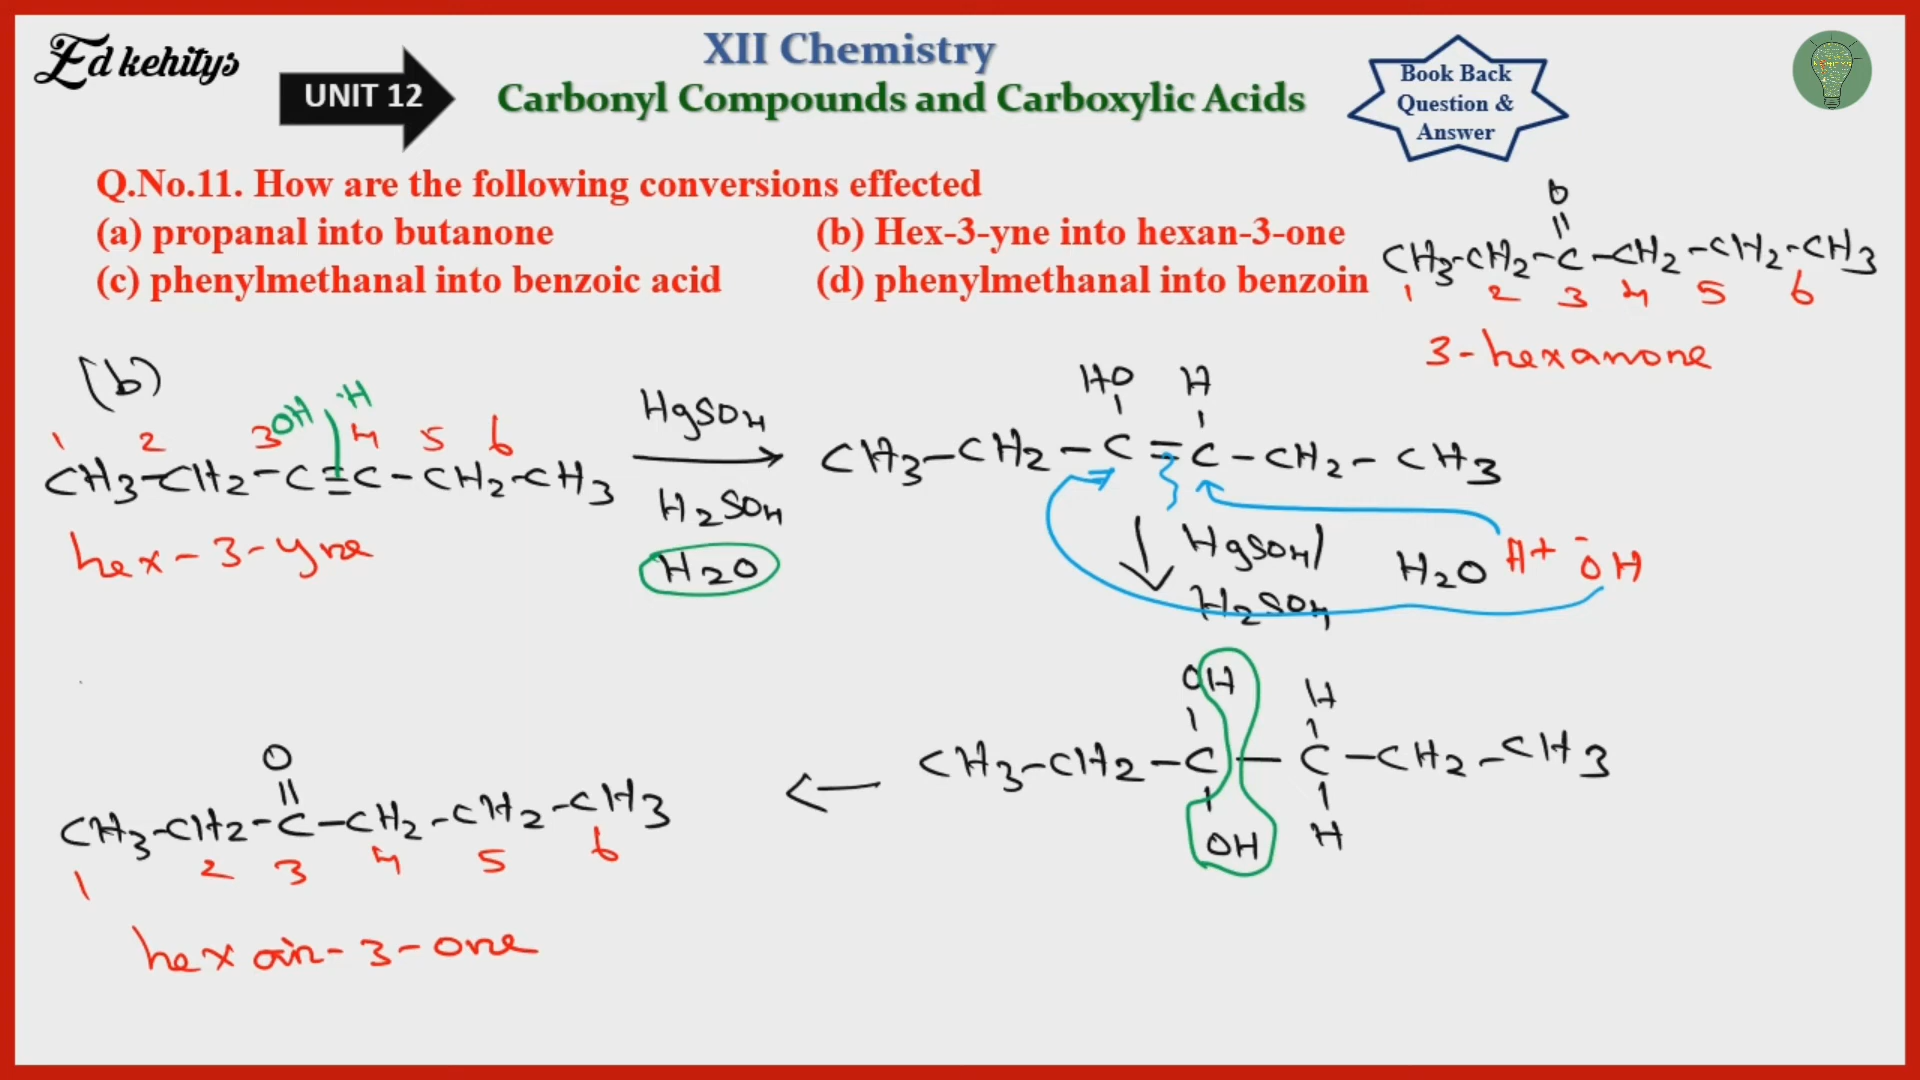 Ed kehitys
UNIT 12
XII Chemistry
Carbonyl Compounds and Carboxylic Acids
Book Back
Question &
Answer
Q.No.11. How are the following conversions effected
(a) propanal into butanone
(b) Hex-3-yne into hexan-3-one
(c) phenylmethanal into benzoic acid
(d) phenylmethanal into benzoin
O
||
CH3-CH2-C-CH2-CH2-CH3
1 2 3 4 5 6
3-hexanone
(b)
OH H
1 2 3 4 5 6
CH3-CH2-C≡C-CH2-CH3
hex-3-yne
HgSO4
H2SO4
H2O
HO H
CH3-CH2-C=C-CH2-CH3
HgSO4/
H2SO4
H2O H+ ŌH
OH H
CH3-CH2-C-C-CH2-CH3
OH H
O
||
CH3-CH2-C-CH2-CH2-CH3
1 2 3 4 5 6
hexan-3-one